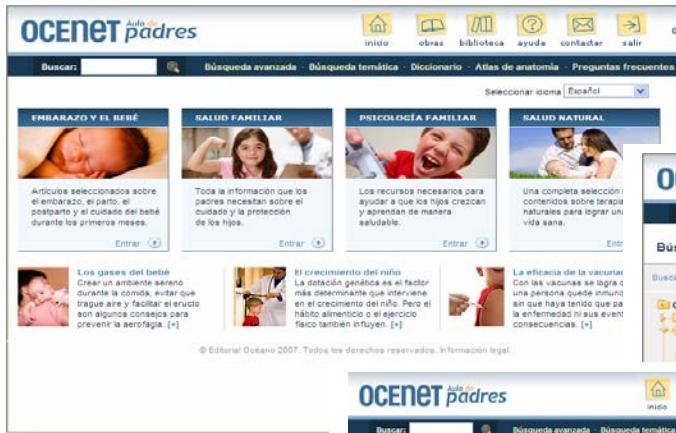 OCENET Aula de padres
inicio obras biblioteca ayuda contactar salir
Buscar: Búsqueda avanzada · Búsqueda temática · Diccionario · Atlas de anatomía · Preguntas frecuentes
Seleccionar idioma Español
EMBARAZO Y EL BEBÉ
Artículos seleccionados sobre
el embarazo, el parto, el
postparto y el cuidado del bebé
durante los primeros meses.
Entrar
SALUD FAMILIAR
Toda la información que los
padres necesitan sobre el
cuidado y la protección
de los hijos.
Entrar
PSICOLOGÍA FAMILIAR
Los recursos necesarios para
ayudar a que los hijos crezcan
y aprendan de manera
saludable.
Entrar
SALUD NATURAL
Una completa selección
contenidos sobre terapia
naturales para lograr un
vida sana.
Entr
Los gases del bebé
Crear un ambiente sereno
durante la comida, evitar que
trague aire y facilitar el eructo
son algunos consejos para
prevenir la aerofagia. [+]
El crecimiento del niño
La dotación genética es el factor
más determinante que interviene
en el crecimiento del niño. Pero el
hábito alimenticio o el ejercicio
físico también influyen. [+]
La eficacia de la vacuna
Con las vacunas se logra
una persona quede inmun
sin que haya tenido que pa
la enfermedad ni sus event
consecuencias. [+]
© Editorial Océano 2007. Todos los derechos reservados. Información legal.
O
Bús
Busca
OCENET Aula de padres
inicio
Buscar: Búsqueda avanzada · Búsqueda temática